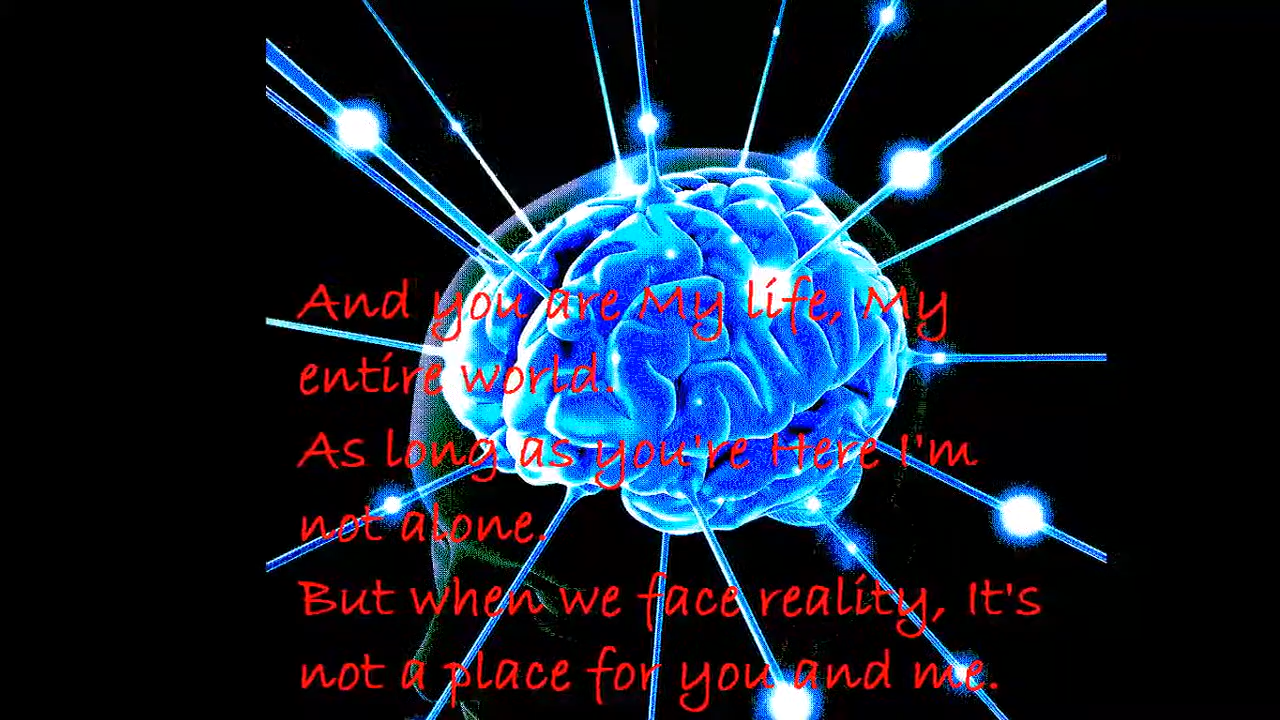 And you are My life, My
entire world.
As long as you're Here I'm
not alone.
But when we face reality, It's
not a place for you and me.